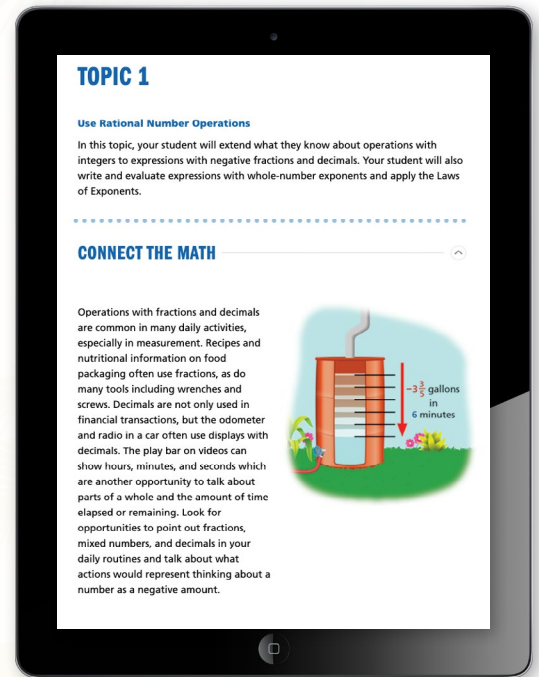 TOPIC 1
Use Rational Number Operations
In this topic, your student will extend what they know about operations with
integers to expressions with negative fractions and decimals. Your student will also
write and evaluate expressions with whole-number exponents and apply the Laws
of Exponents.
CONNECT THE MATH
Operations with fractions and decimals
are common in many daily activities,
especially in measurement. Recipes and
nutritional information on food
packaging often use fractions, as do
many tools including wrenches and
screws. Decimals are not only used in
financial transactions, but the odometer
and radio in a car often use displays with
decimals. The play bar on videos can
show hours, minutes, and seconds which
are another opportunity to talk about
parts of a whole and the amount of time
elapsed or remaining. Look for
opportunities to point out fractions,
mixed numbers, and decimals in your
daily routines and talk about what
actions would represent thinking about a
number as a negative amount.
−3 3/5 gallons
in
6 minutes